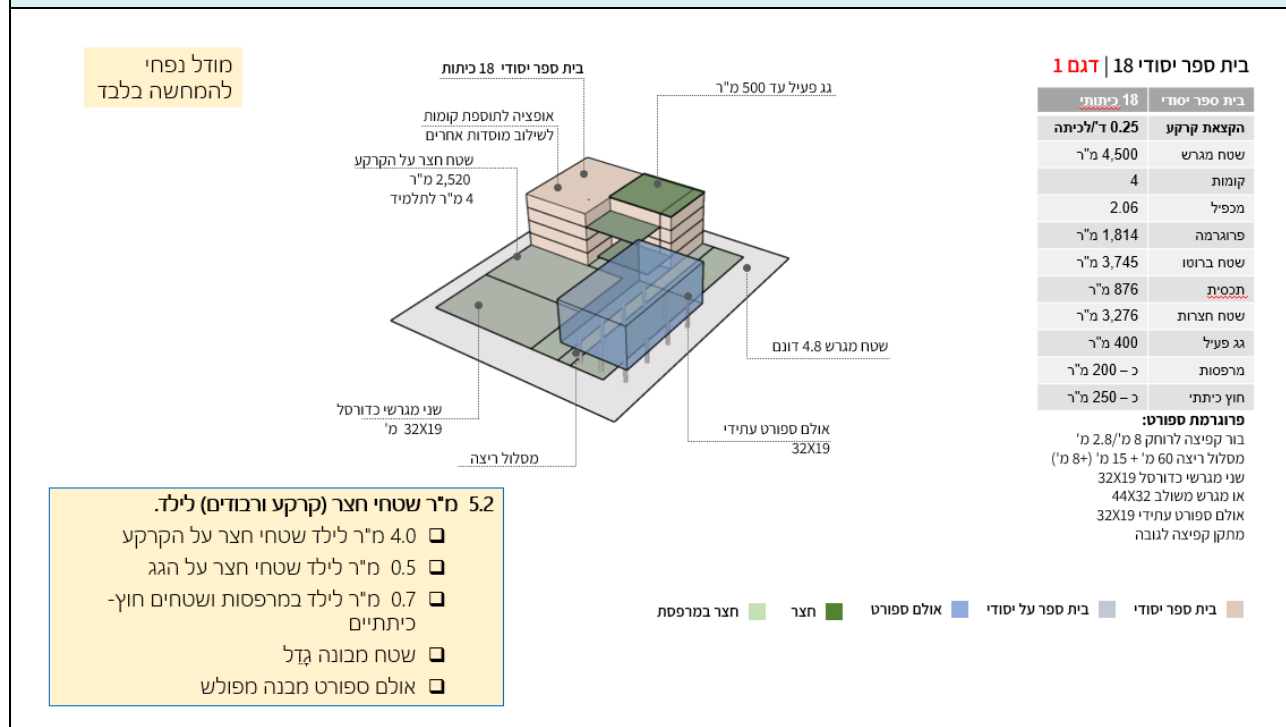 מודל נפחי
להמחשה בלבד
בית ספר יסודי 18 | דגם 1
בית ספר יסודי 18 כיתות
גג פעיל עד 500 מ"ר
אופציה לתוספת קומות
לשילוב מוסדות אחרים
שטח חצר על הקרקע
2,520 מ"ר
4 מ"ר לתלמיד
שטח מגרש 4.8 דונם
שני מגרשי כדורסל
32X19 מ'
אולם ספורט עתידי
32X19
מסלול ריצה
בית ספר יסודי 18 כיתותי
הקצאת קרקע 0.25 ד'/לכיתה
שטח מגרש 4,500 מ"ר
קומות 4
מכפיל 2.06
פרוגרמה 1,814 מ"ר
שטח ברוטו 3,745 מ"ר
תכסית 876 מ"ר
שטח חצרות 3,276 מ"ר
גג פעיל 400 מ"ר
מרפסות כ – 200 מ"ר
חוץ כיתתי כ – 250 מ"ר
פרוגרמת ספורט:
בור קפיצה לרוחק 8 מ'/2.8 מ'
מסלול ריצה 60 מ' + 15 מ' (+8 מ')
שני מגרשי כדורסל 32X19
או מגרש משולב 44X32
אולם ספורט עתידי 32X19
מתקן קפיצה לגובה
5.2 מ"ר שטחי חצר (קרקע ורבודים) לילד.
❑ 4.0 מ"ר לילד שטחי חצר על הקרקע
❑ 0.5 מ"ר לילד שטחי חצר על הגג
❑ 0.7 מ"ר לילד במרפסות ושטחים חוץ-
כיתתיים
❑ שטח מבונה גָדֵל
❑ אולם ספורט מבנה מפולש
בית ספר יסודי בית ספר על יסודי אולם ספורט חצר חצר במרפסת